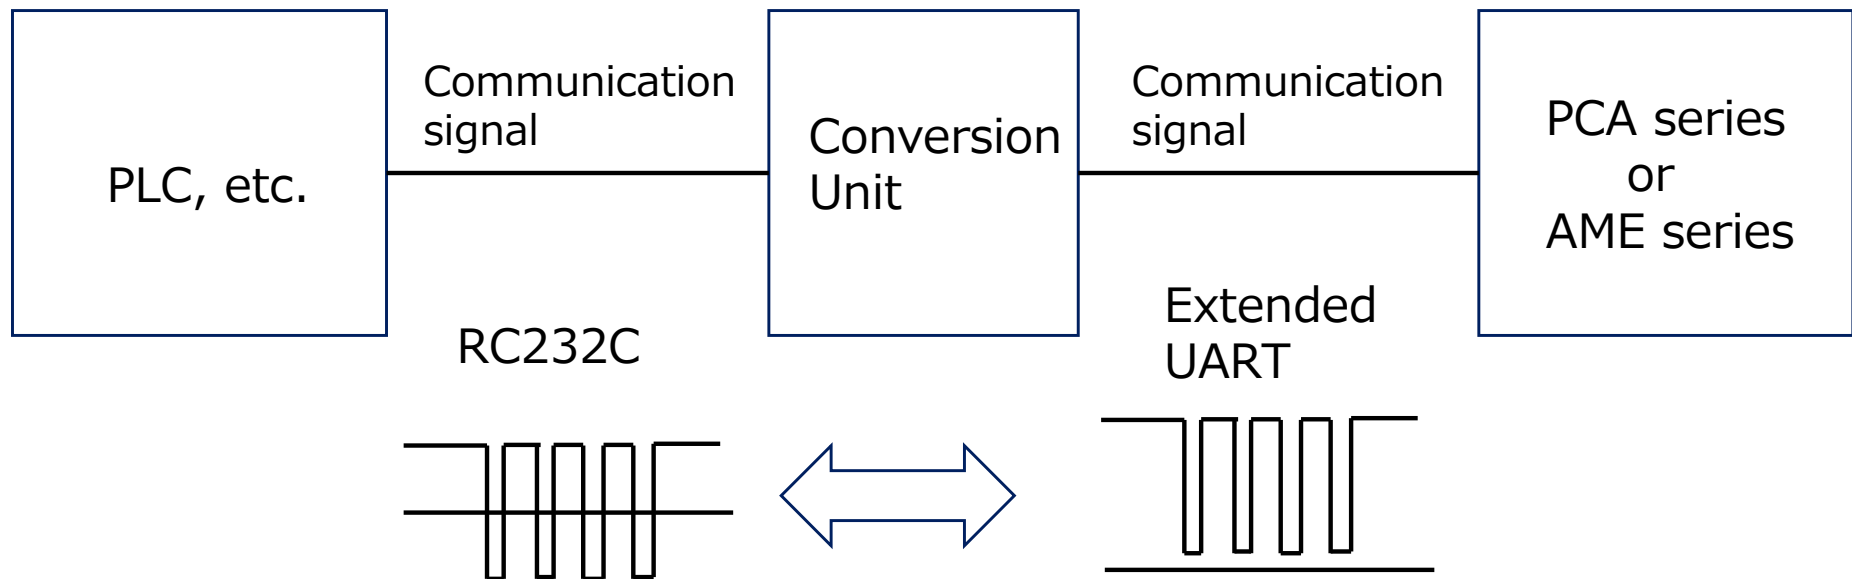 PLC, etc.
Communication
signal
Conversion
Unit
Communication
signal
PCA series
or
AME series
RC232C
Extended
UART